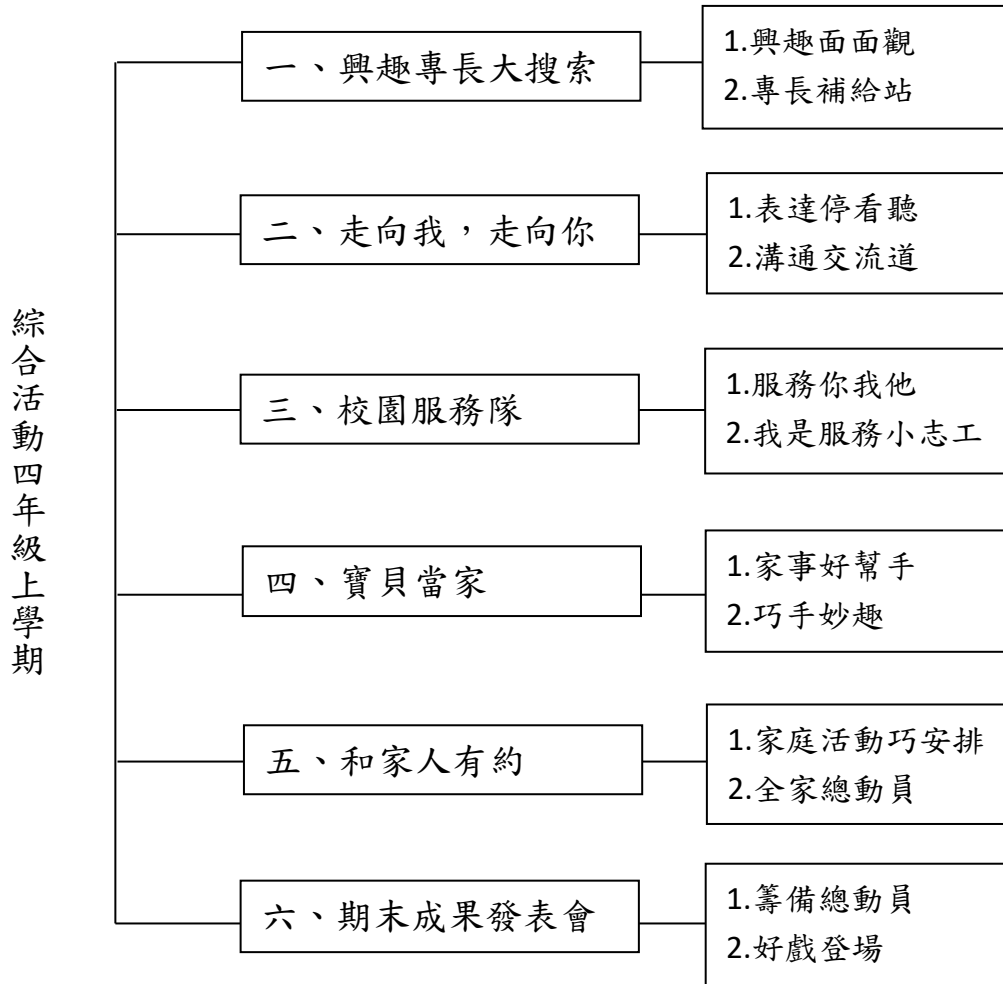 綜合活動四年級上學期
一、興趣專長大搜索
1.興趣面面觀
2.專長補給站
二、走向我，走向你
1.表達停看聽
2.溝通交流道
三、校園服務隊
1.服務你我他
2.我是服務小志工
四、寶貝當家
1.家事好幫手
2.巧手妙趣
五、和家人有約
1.家庭活動巧安排
2.全家總動員
六、期末成果發表會
1.籌備總動員
2.好戲登場